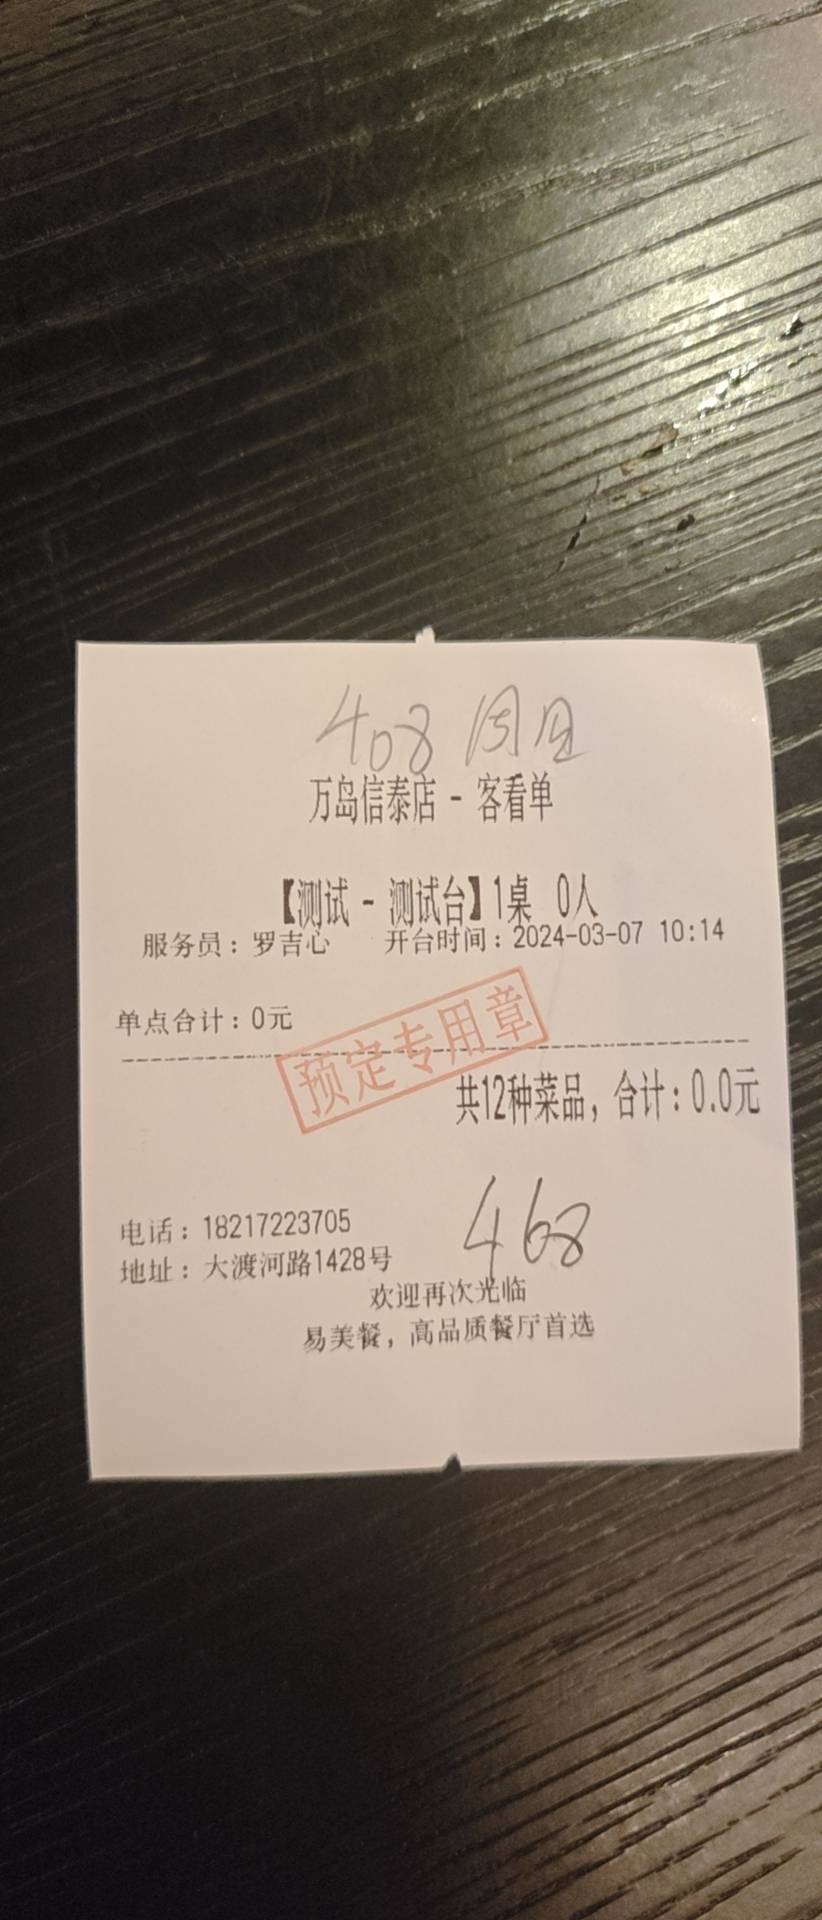 408 周旦
万岛信泰店 - 客看单
【测试 - 测试台】1桌 0人
服务员：罗吉心 开台时间：2024-03-07 10:14
单点合计：0元
预定专用章
共12种菜品，合计：0.0元
电话：18217223705
468
地址：大渡河路1428号
欢迎再次光临
易美餐，高品质餐厅首选